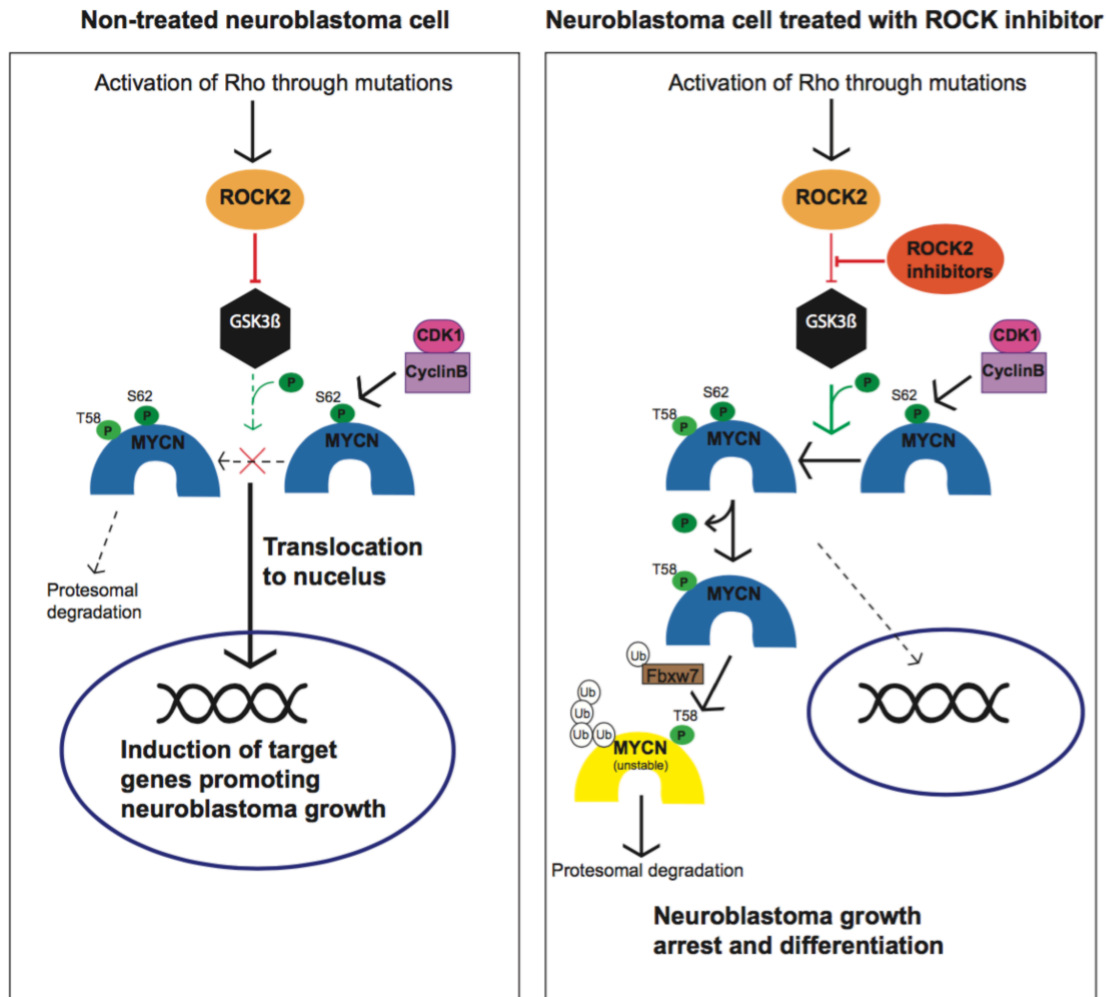 Non-treated neuroblastoma cell
Activation of Rho through mutations
ROCK2
GSK3ß
CDK1
CyclinB
P
S62
S62
T58
P
P
P
MYCN
MYCN
Translocation
to nucelus
Protesomal
degradation
Induction of target
genes promoting
neuroblastoma growth
Neuroblastoma cell treated with ROCK inhibitor
Activation of Rho through mutations
ROCK2
ROCK2
inhibitors
GSK3ß
CDK1
CyclinB
P
S62
S62
T58
P
P
P
MYCN
MYCN
P
T58
P
MYCN
Ub
Fbxw7
Ub
Ub
Ub
Ub
T58
P
MYCN
(unstable)
Protesomal degradation
Neuroblastoma growth
arrest and differentiation